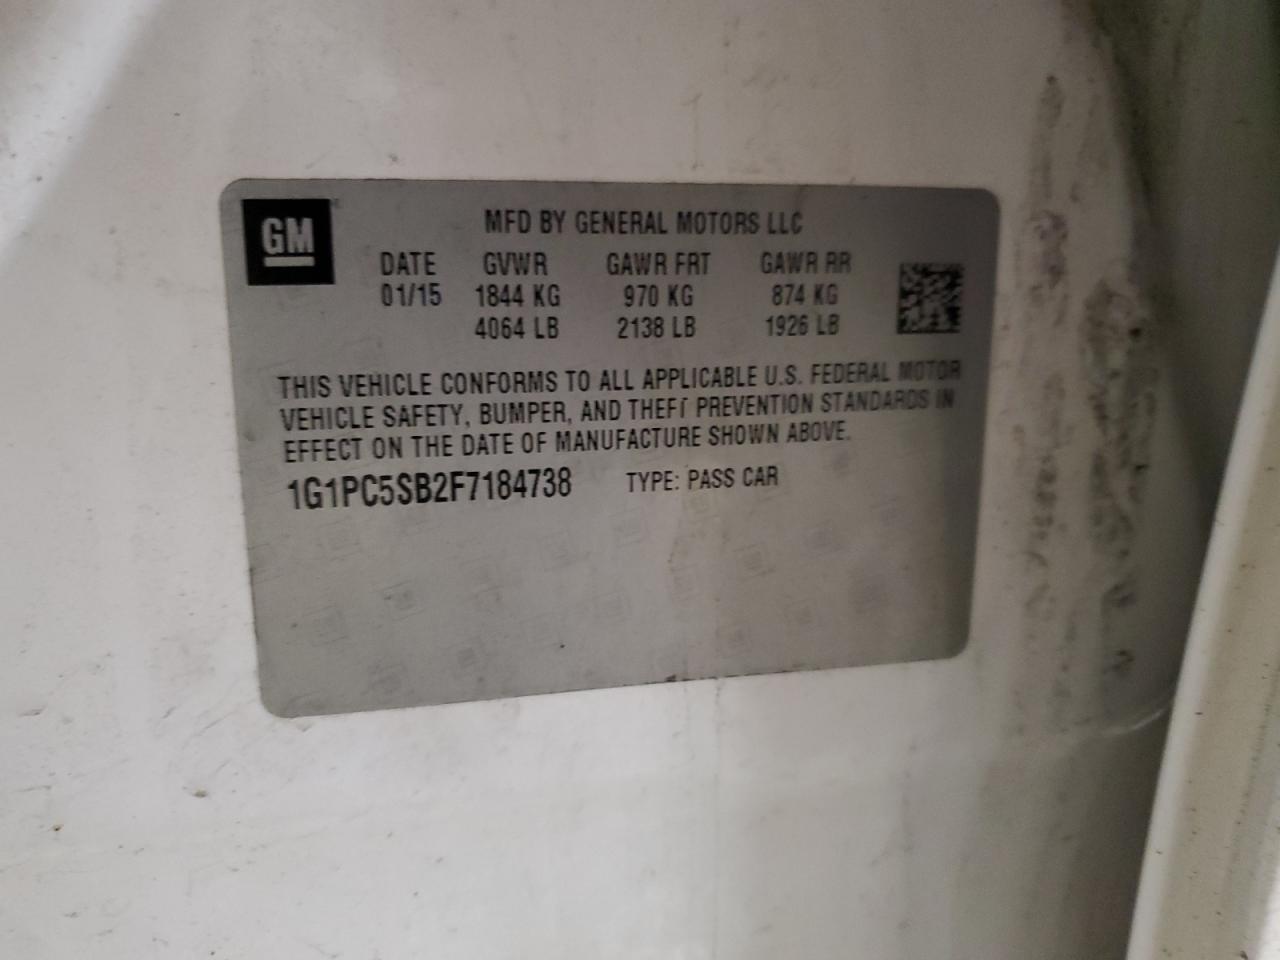 GM
MFD BY GENERAL MOTORS LLC
DATE GVWR GAWR FRT GAWR RR
01/15 1844 KG 970 KG 874 KG
4064 LB 2138 LB 1926 LB
THIS VEHICLE CONFORMS TO ALL APPLICABLE U.S. FEDERAL MOTOR
VEHICLE SAFETY, BUMPER, AND THEFT PREVENTION STANDARDS IN
EFFECT ON THE DATE OF MANUFACTURE SHOWN ABOVE.
1G1PC5SB2F7184738 TYPE: PASS CAR